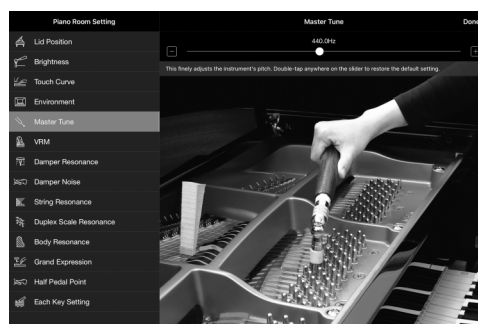 Piano Room Setting
Lid Position
Brightness
Touch Curve
Environment
Master Tune
VRM
Damper Resonance
Damper Noise
String Resonance
Duplex Scale Resonance
Body Resonance
Grand Expression
Half Pedal Point
Each Key Setting
Master Tune
Done
440.0Hz
This finely adjusts the instrument's pitch. Double-tap anywhere on the slider to restore the default setting.